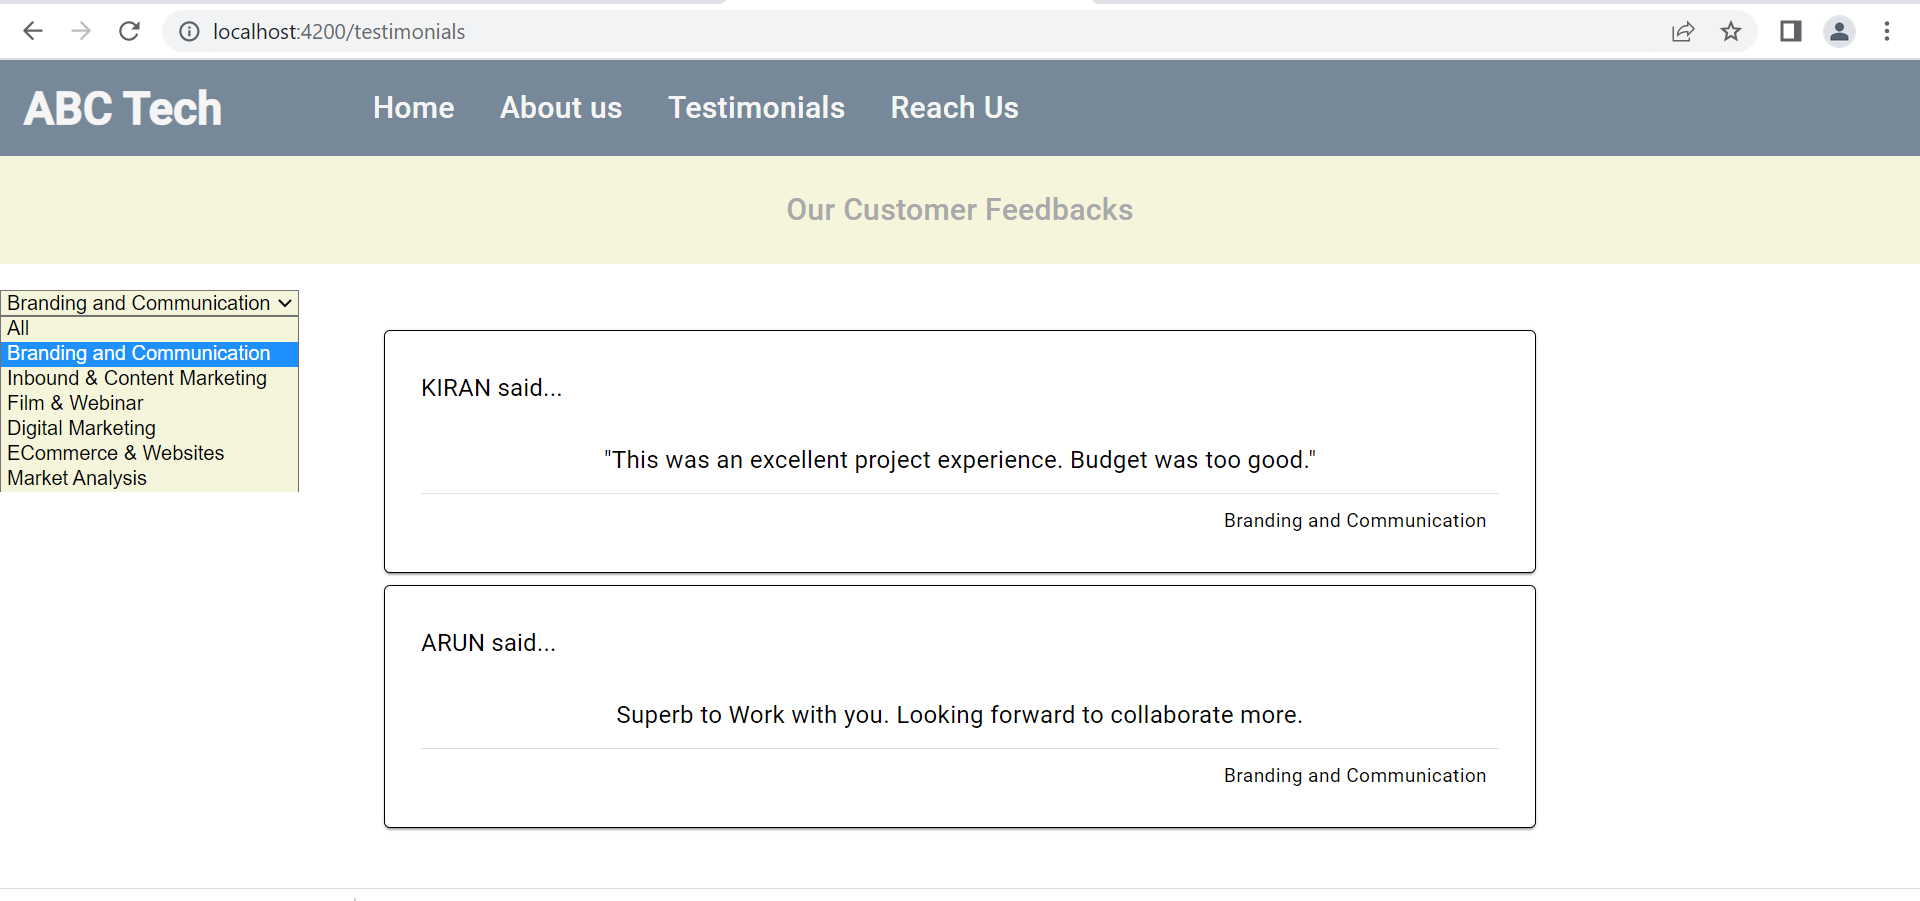 localhost:4200/testimonials
ABC Tech
Home About us Testimonials Reach Us
Our Customer Feedbacks
Branding and Communication
All
Branding and Communication
Inbound & Content Marketing
Film & Webinar
Digital Marketing
ECommerce & Websites
Market Analysis
KIRAN said...
"This was an excellent project experience. Budget was too good."
Branding and Communication
ARUN said...
Superb to Work with you. Looking forward to collaborate more.
Branding and Communication